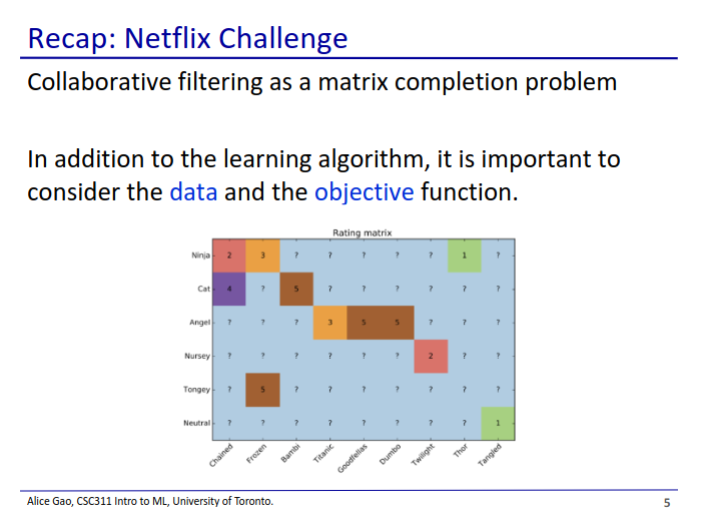 Recap: Netflix Challenge
Collaborative filtering as a matrix completion problem
In addition to the learning algorithm, it is important to
consider the data and the objective function.
Rating matrix
Ninja 2 3 ? ? ? ? ? 1 ?
Cat 4 ? 5 ? ? ? ? ? ?
Angel ? ? ? 3 5 5 ? ? ?
Nursey ? ? ? ? ? ? 2 ? ?
Tongey ? 5 ? ? ? ? ? ? ?
Neutral ? ? ? ? ? ? ? ? 1
Chained Frozen Bambi Titanic Goodfellas Dumbo Twilight Thor Tangled
Alice Gao, CSC311 Intro to ML, University of Toronto. 5